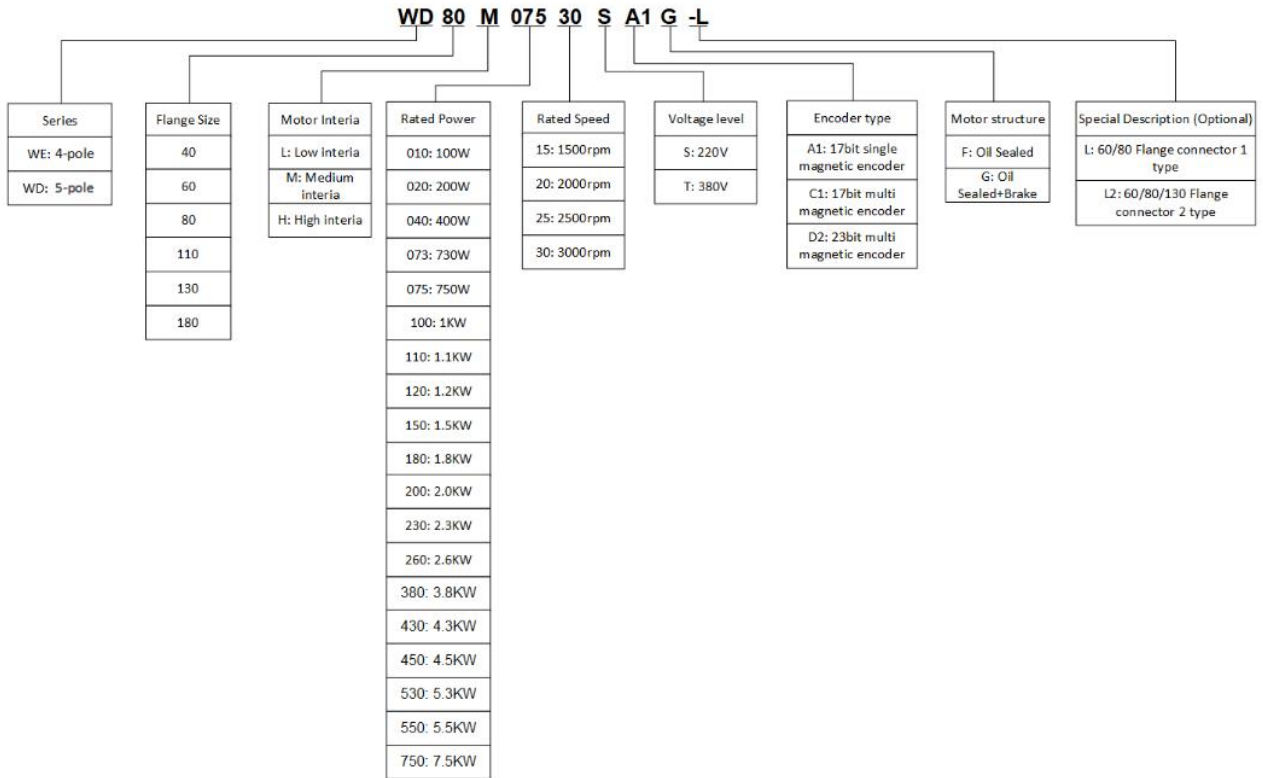 WD 80 M 075 30 S A1 G -L
Series
WE: 4-pole
WD: 5-pole
Flange Size
40
60
80
110
130
180
Motor Interia
L: Low interia
M: Medium
interia
H: High interia
Rated Power
010: 100W
020: 200W
040: 400W
073: 730W
075: 750W
100: 1KW
110: 1.1KW
120: 1.2KW
150: 1.5KW
180: 1.8KW
200: 2.0KW
230: 2.3KW
260: 2.6KW
380: 3.8KW
430: 4.3KW
450: 4.5KW
530: 5.3KW
550: 5.5KW
750: 7.5KW
Rated Speed
15: 1500rpm
20: 2000rpm
25: 2500rpm
30: 3000rpm
Voltage level
S: 220V
T: 380V
Encoder type
A1: 17bit single
magnetic encoder
C1: 17bit multi
magnetic encoder
D2: 23bit multi
magnetic encoder
Motor structure
F: Oil Sealed
G: Oil
Sealed+Brake
Special Description (Optional)
L: 60/80 Flange connector 1
type
L2: 60/80/130 Flange
connector 2 type